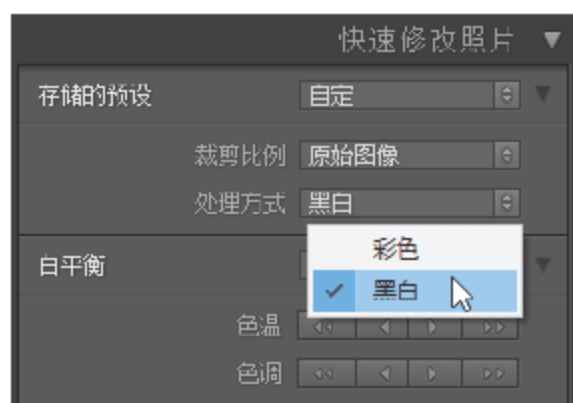 快速修改照片
存储的预设 自定
裁剪比例 原始图像
处理方式 黑白
彩色
白平衡
黑白
色温
色调